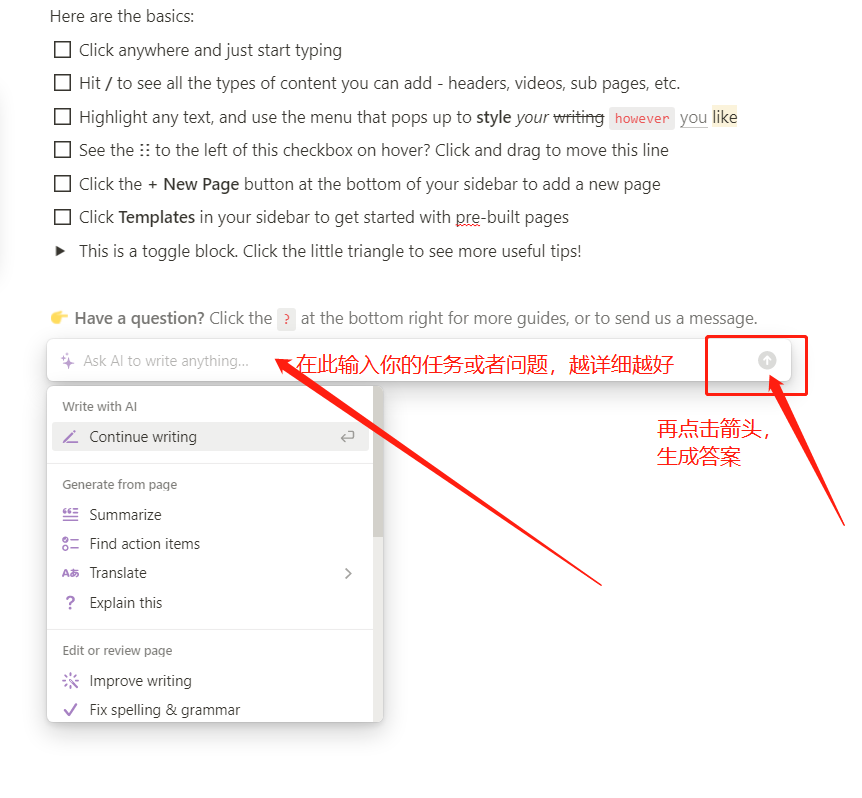 Here are the basics:
Click anywhere and just start typing
Hit / to see all the types of content you can add - headers, videos, sub pages, etc.
Highlight any text, and use the menu that pops up to style your writing however you like
See the ⋮⋮ to the left of this checkbox on hover? Click and drag to move this line
Click the + New Page button at the bottom of your sidebar to add a new page
Click Templates in your sidebar to get started with pre-built pages
This is a toggle block. Click the little triangle to see more useful tips!
👉 Have a question? Click the ? at the bottom right for more guides, or to send us a message.
Ask AI to write anything...
在此输入你的任务或者问题，越详细越好
再点击箭头，
生成答案
Write with AI
Continue writing
Generate from page
Summarize
Find action items
Aあ Translate
? Explain this
Edit or review page
Improve writing
Fix spelling & grammar